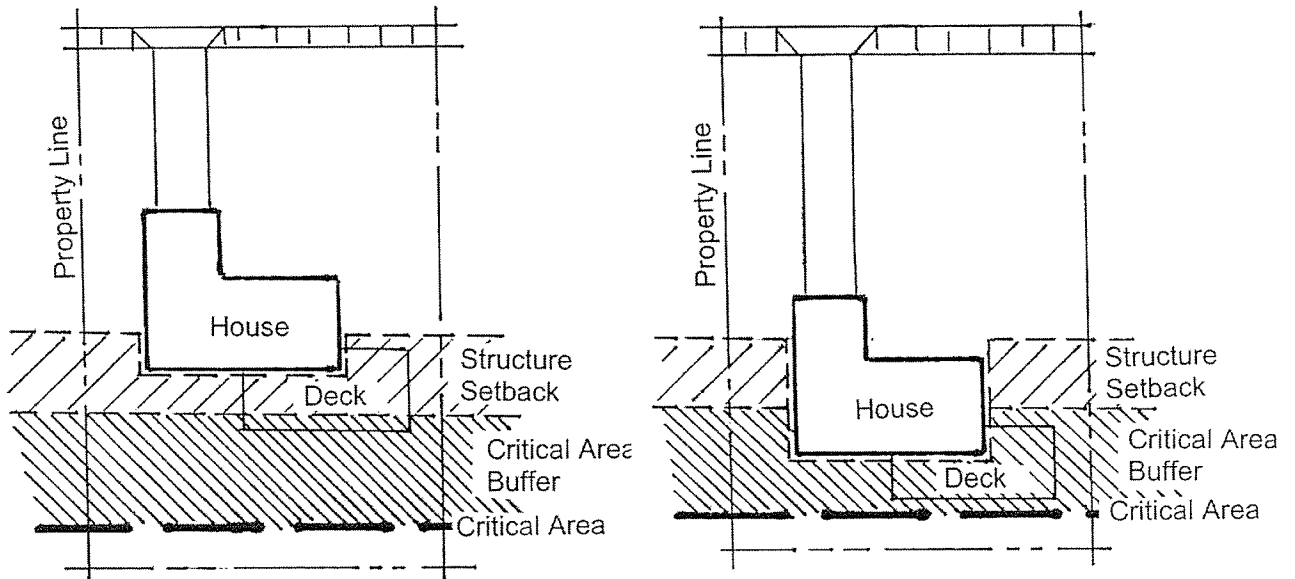 Property Line
House
Structure
Setback
Deck
Critical Area
Buffer
Critical Area
Property Line
Structure
Setback
House
Critical Area
Buffer
Deck
Critical Area